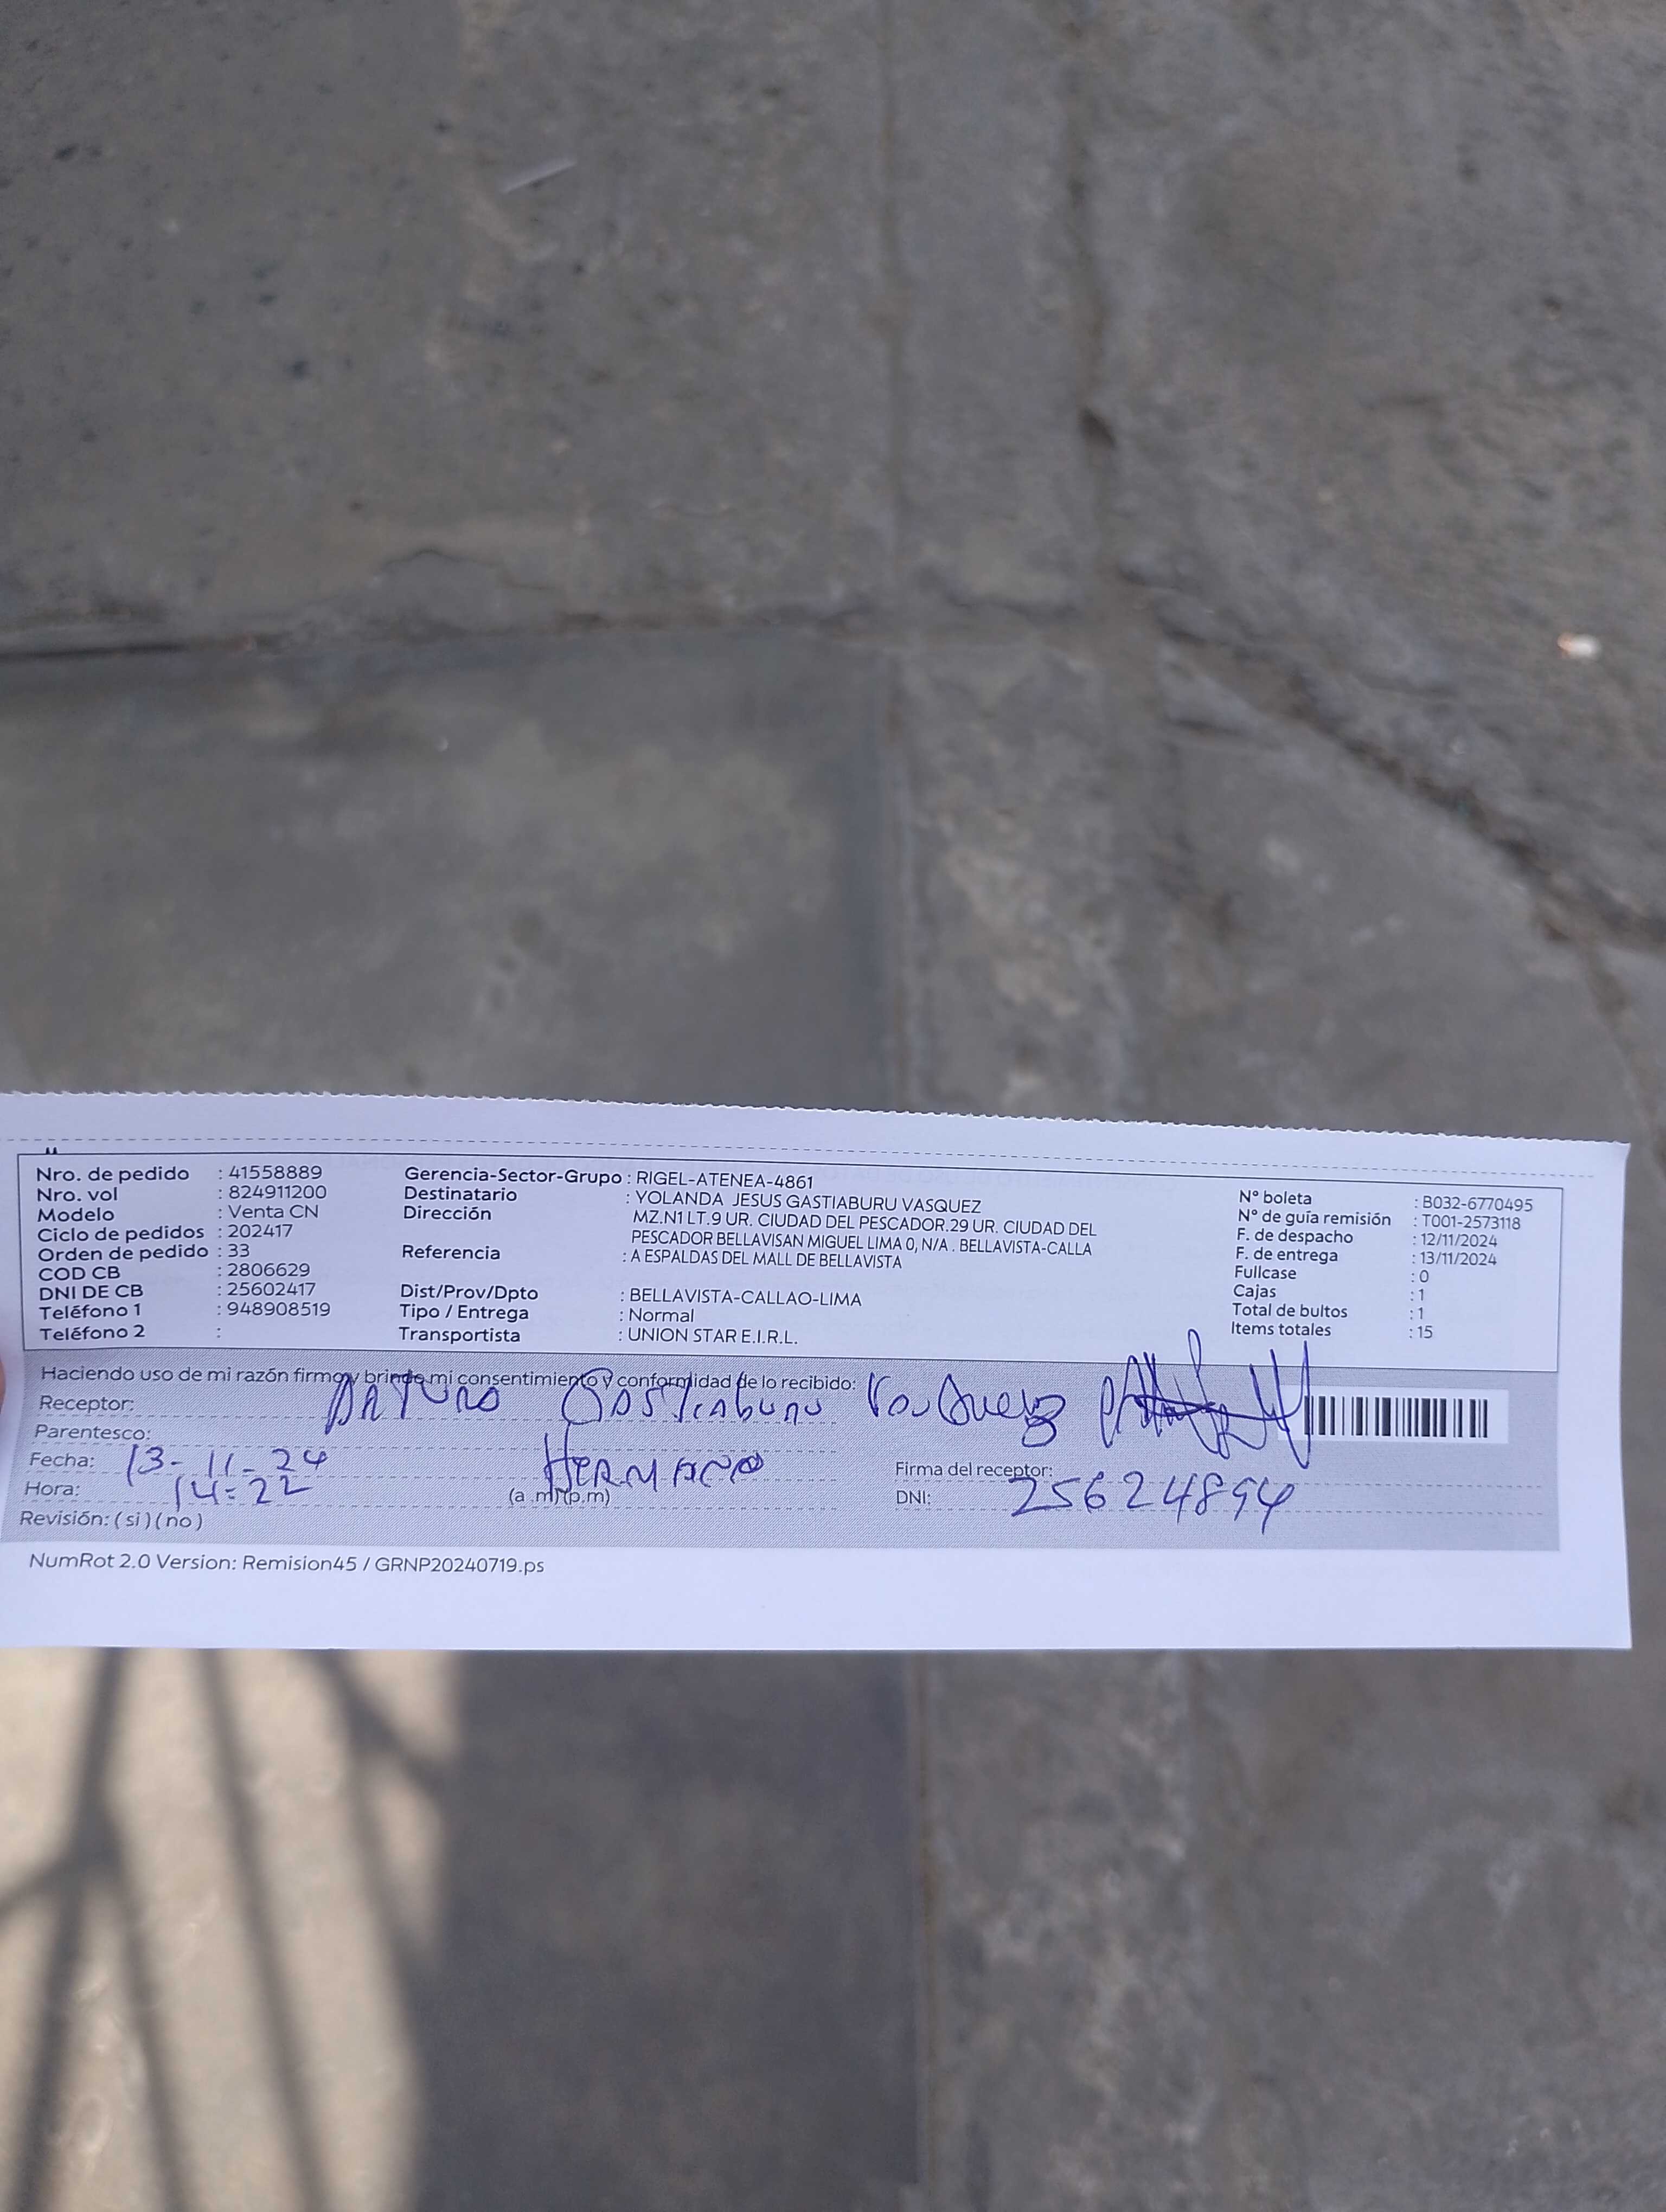 Nro. de pedido : 41558889
Nro. vol : 824911200
Modelo : Venta CN
Ciclo de pedidos : 202417
Orden de pedido : 33
COD CB : 2806629
DNI DE CB : 25602417
Teléfono 1 : 948908519
Teléfono 2 :
Gerencia-Sector-Grupo : RIGEL-ATENEA-4861
Destinatario : YOLANDA JESUS GASTIABURU VASQUEZ
Dirección MZ.N1 LT.9 UR. CIUDAD DEL PESCADOR.29 UR. CIUDAD DEL
PESCADOR BELLAVISAN MIGUEL LIMA 0, N/A . BELLAVISTA-CALLA
Referencia : A ESPALDAS DEL MALL DE BELLAVISTA
Dist/Prov/Dpto : BELLAVISTA-CALLAO-LIMA
Tipo / Entrega : Normal
Transportista : UNION STAR E.I.R.L.
N° boleta : B032-6770495
N° de guía remisión : T001-2573118
F. de despacho : 12/11/2024
F. de entrega : 13/11/2024
Fullcase : 0
Cajas : 1
Total de bultos : 1
Items totales : 15
Haciendo uso de mi razón firmo y brindo mi consentimiento y conformidad de lo recibido:
Receptor: ARTURO Gastiaburu Vasquez
Parentesco: HERMANO
Fecha: 13-11-24
Hora: 14:22 (a .m)(p.m)
Revisión: ( si ) ( no )
Firma del receptor:
DNI: 25624894
NumRot 2.0 Version: Remision45 / GRNP20240719.ps